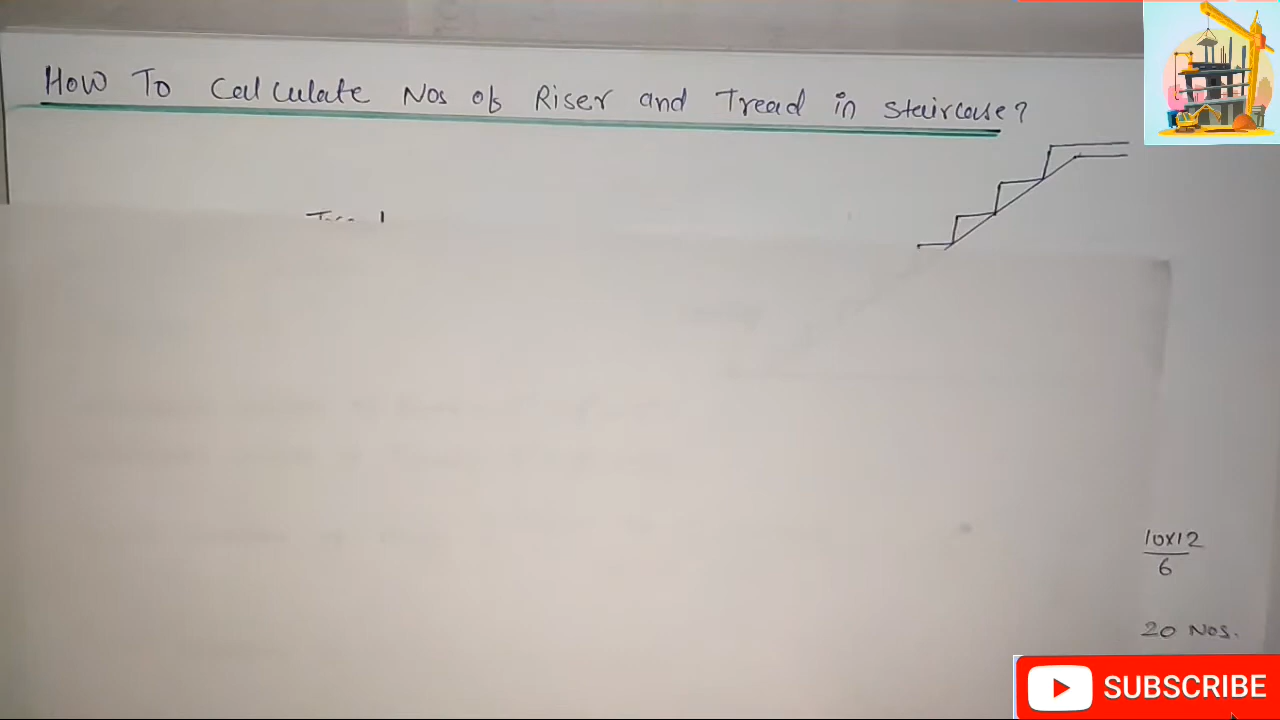 How To Calculate Nos of Riser and Tread in Staircase?
10x12
6
20 Nos.
SUBSCRIBE